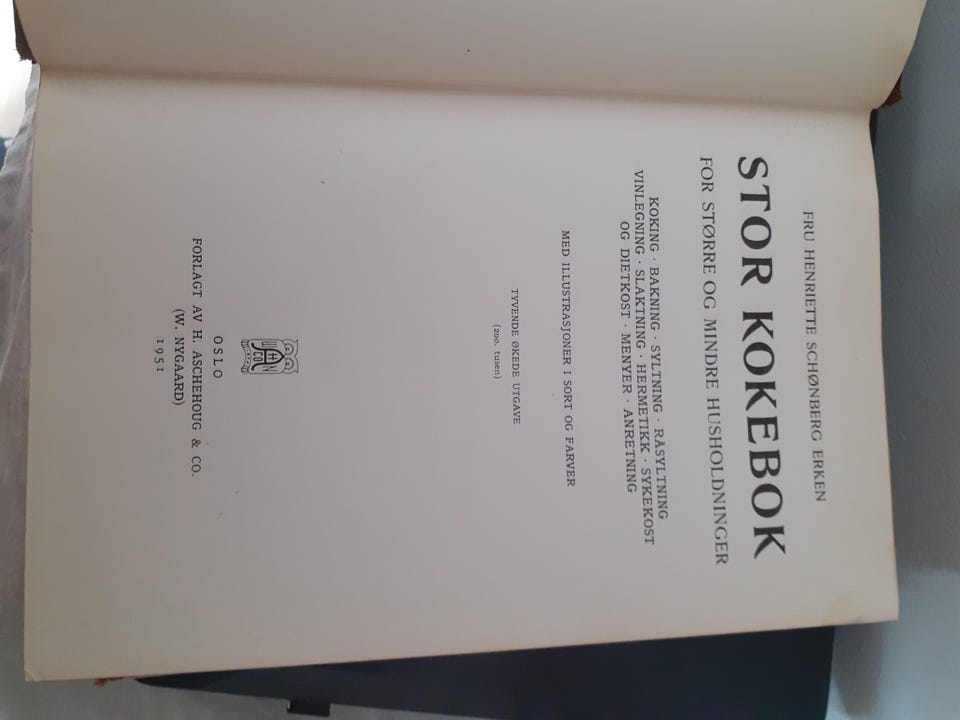 FRU HENRIETTE SCHØNBERG ERKEN
STOR KOKEBOK
FOR STØRRE OG MINDRE HUSHOLDNINGER
KOKING · BAKNING · SYLTNING · RÅSYLTNING
VINLEGNING · SLAKTNING · HERMETIKK · SYKEKOST
OG DIETKOST · MENYER · ANRETNING
MED ILLUSTRASJONER I SORT OG FARVER
TYVENDE ØKEDE UTGAVE
(200. tusen)
OSLO
FORLAGT AV H. ASCHEHOUG & CO.
(W. NYGAARD)
1951